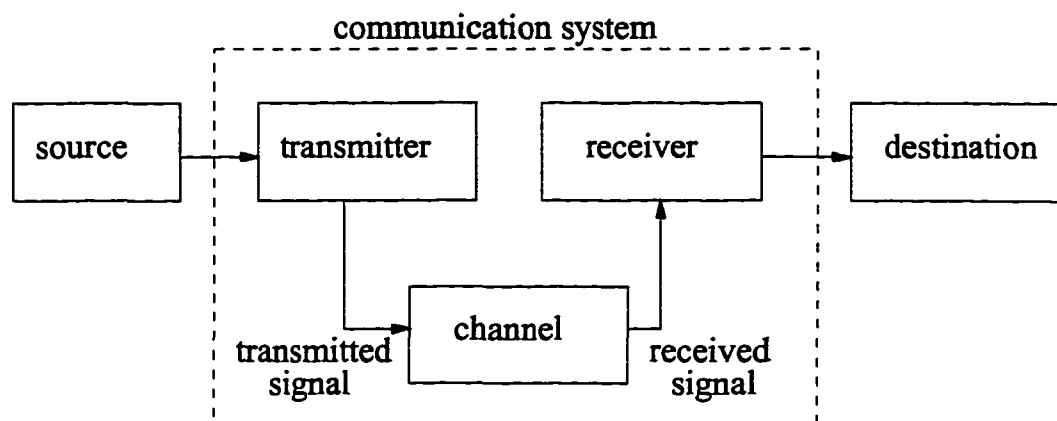 communication system
source
transmitter
receiver
destination
channel
transmitted
signal
received
signal